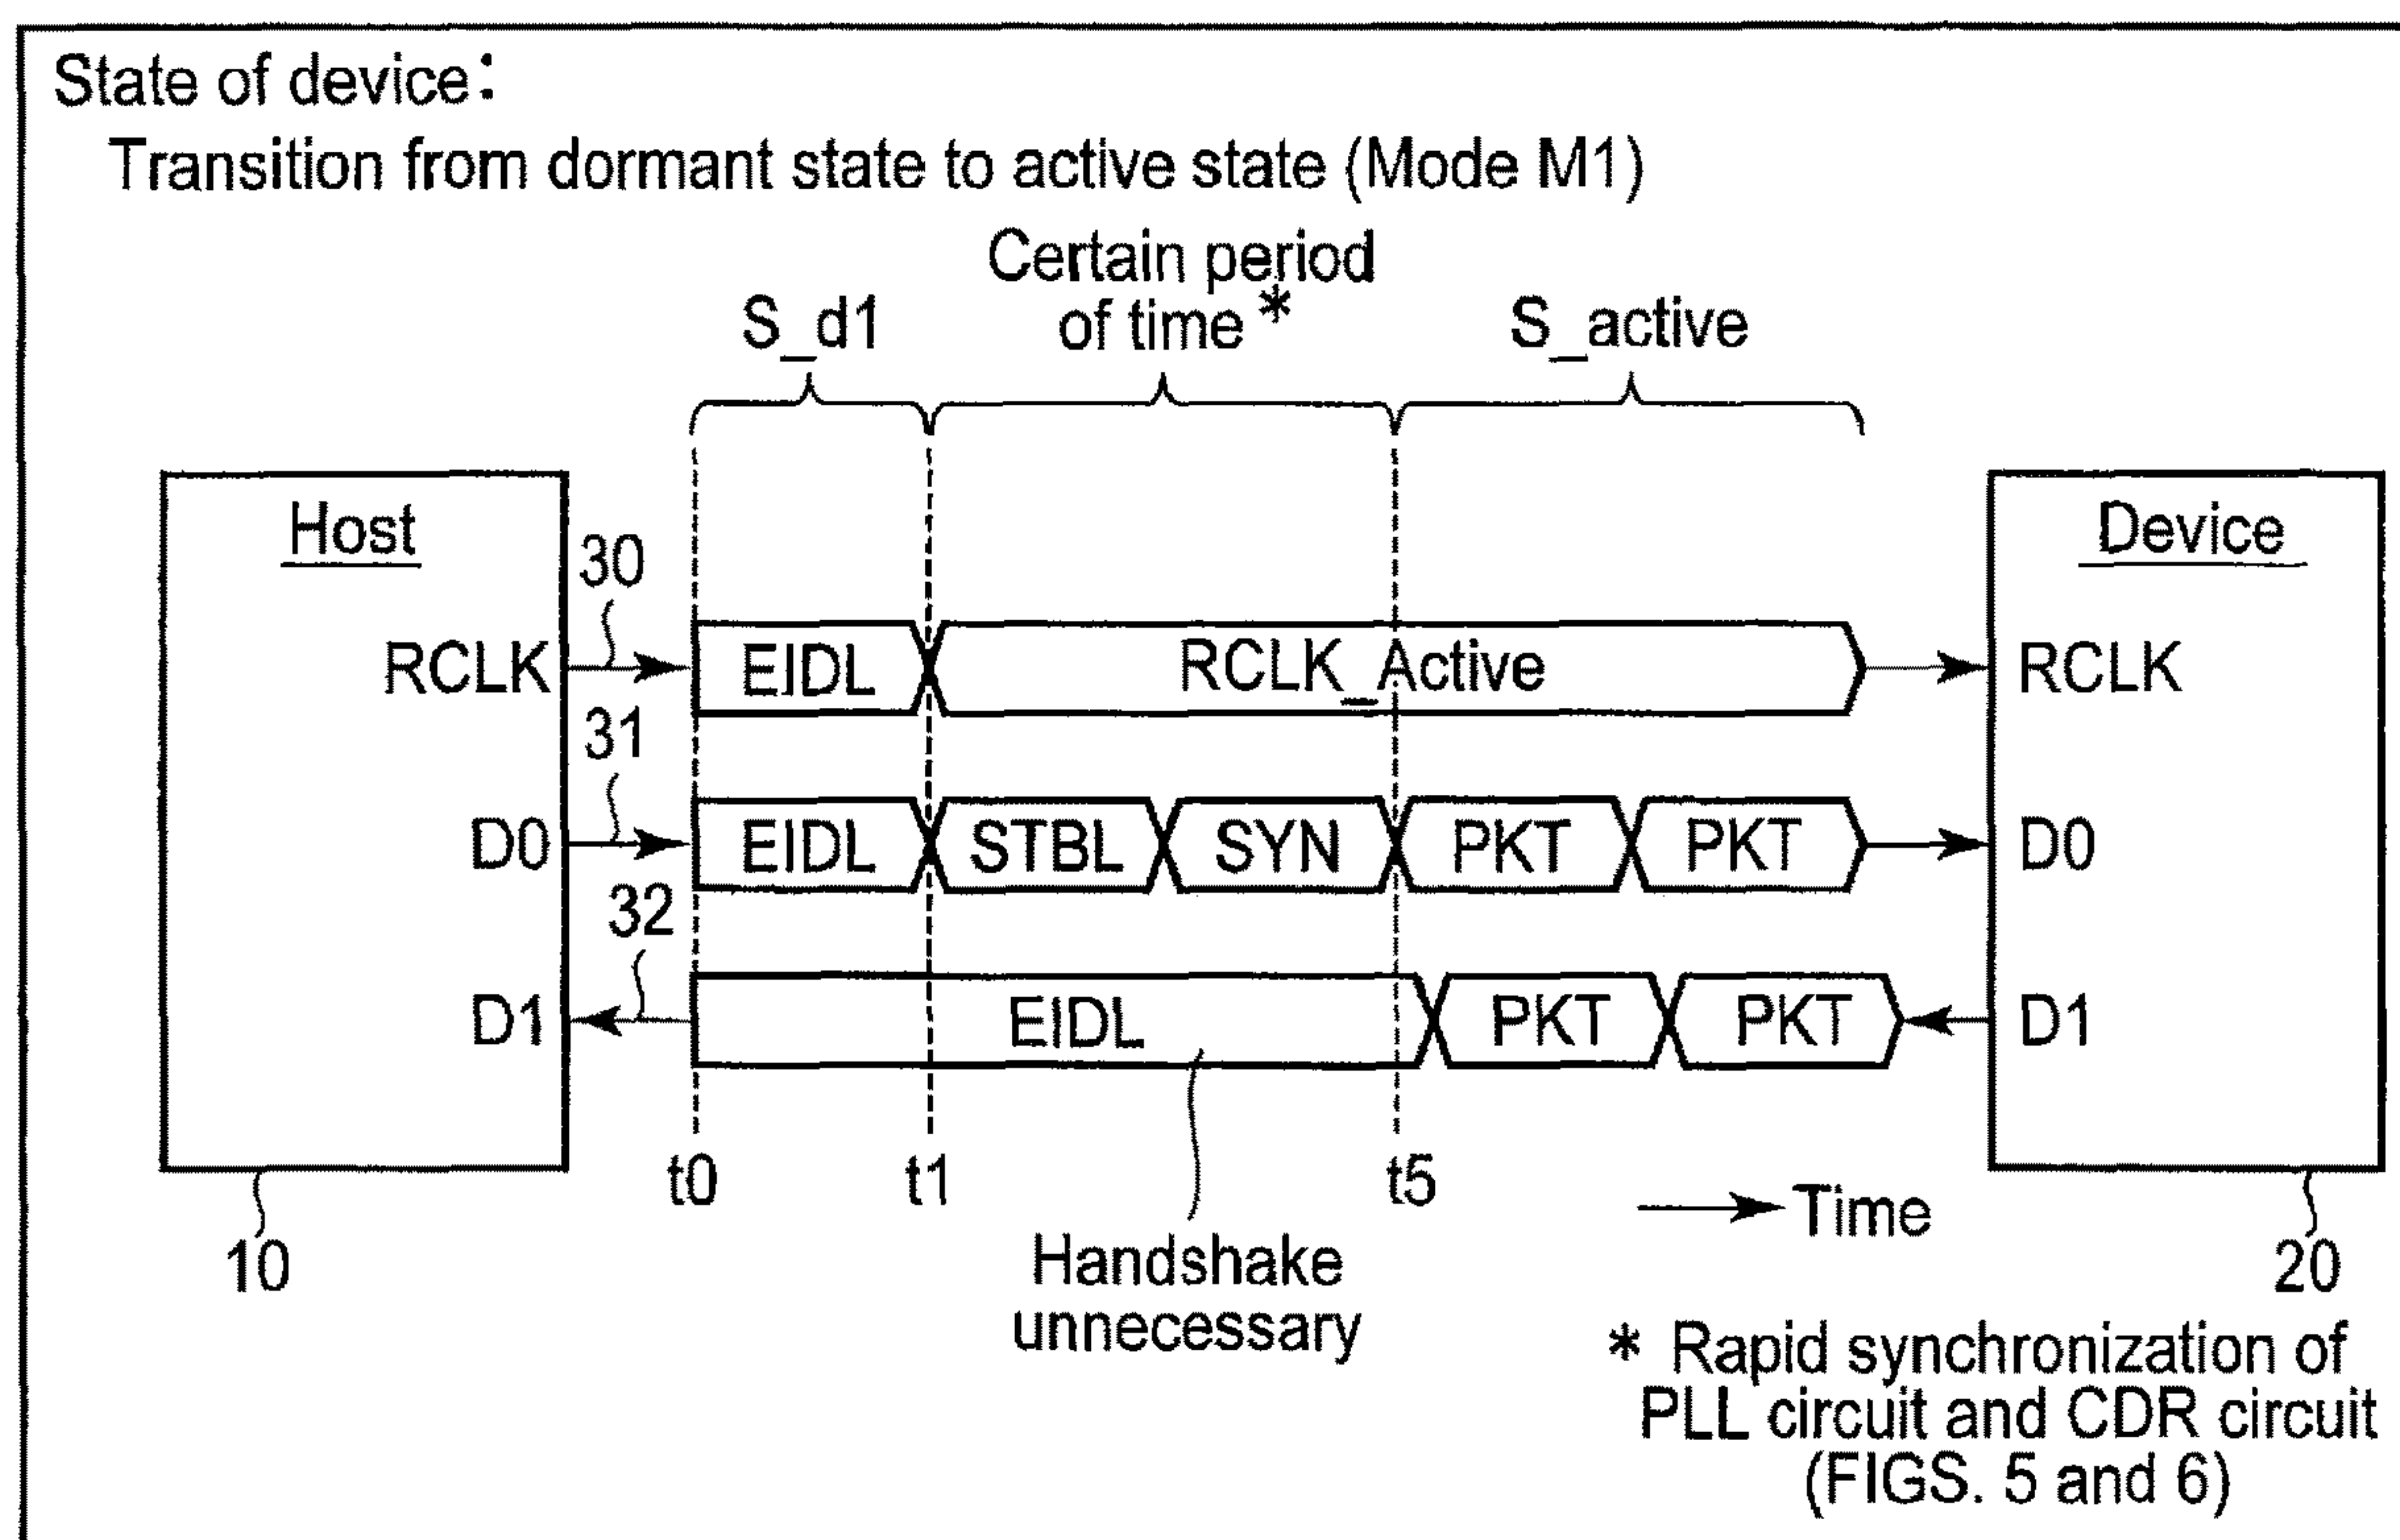 State of device:
Transition from dormant state to active state (Mode M1)
Certain period
of time *
S_d1
S_active
Host
Device
30
RCLK
EIDL
RCLK_Active
RCLK
31
D0
EIDL
STBL
SYN
PKT
PKT
D0
32
D1
EIDL
PKT
PKT
D1
t0
t1
t5
Time
10
Handshake
unnecessary
20
* Rapid synchronization of
PLL circuit and CDR circuit
(FIGS. 5 and 6)